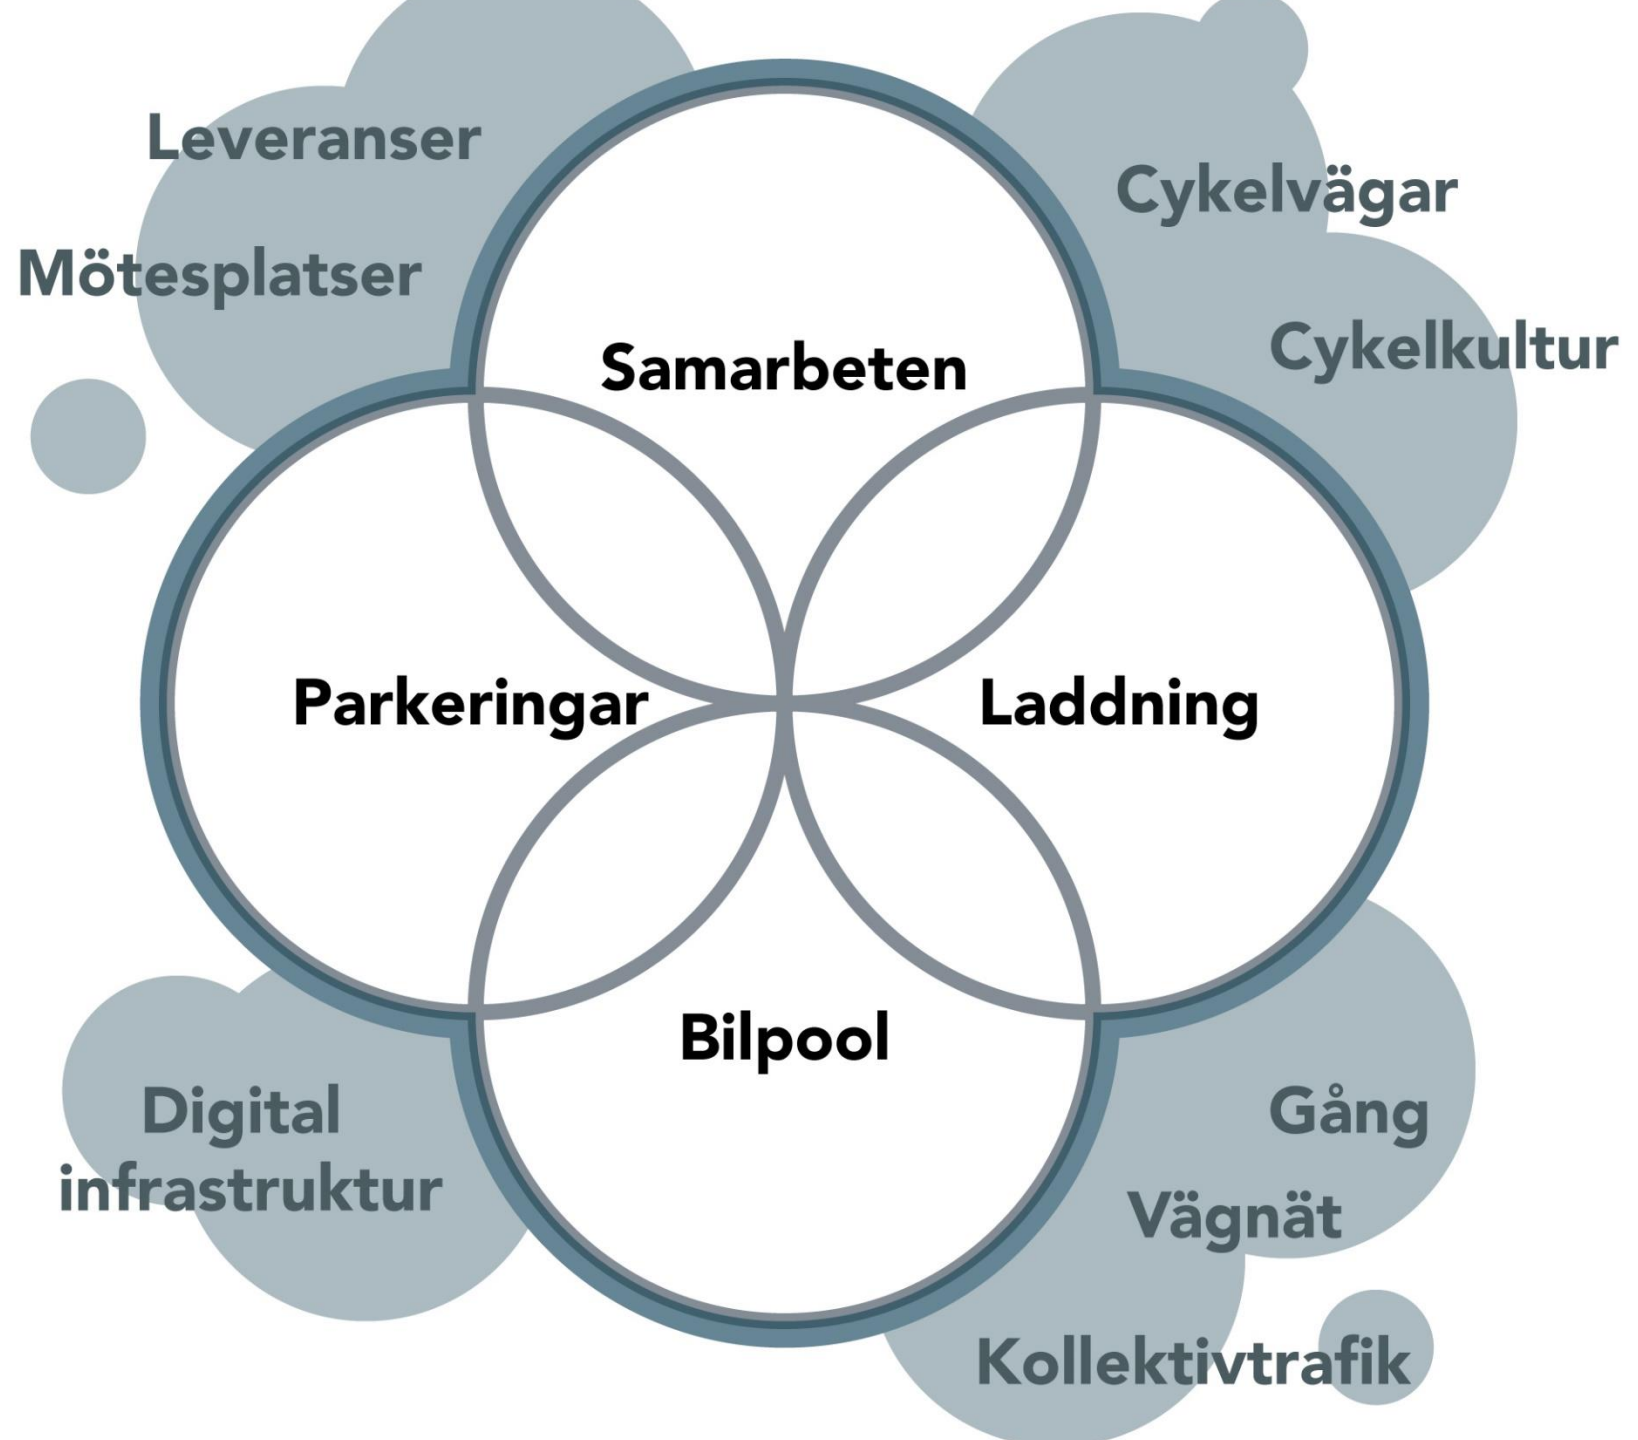 Leveranser
Cykelvägar
Mötesplatser
Cykelkultur
Samarbeten
Parkeringar
Laddning
Bilpool
Digital
infrastruktur
Gång
Vägnät
Kollektivtrafik